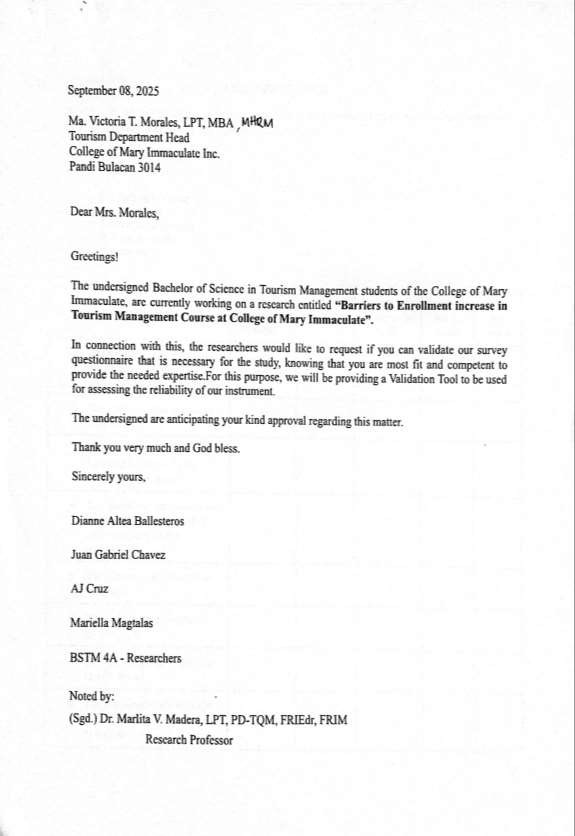 September 08, 2025
Ma. Victoria T. Morales, LPT, MBA , MHRM
Tourism Department Head
College of Mary Immaculate Inc.
Pandi Bulacan 3014
Dear Mrs. Morales,
Greetings!
The undersigned Bachelor of Science in Tourism Management students of the College of Mary
Immaculate, are currently working on a research entitled “Barriers to Enrollment increase in
Tourism Management Course at College of Mary Immaculate”.
In connection with this, the researchers would like to request if you can validate our survey
questionnaire that is necessary for the study, knowing that you are most fit and competent to
provide the needed expertise.For this purpose, we will be providing a Validation Tool to be used
for assessing the reliability of our instrument.
The undersigned are anticipating your kind approval regarding this matter.
Thank you very much and God bless.
Sincerely yours,
Dianne Altea Ballesteros
Juan Gabriel Chavez
AJ Cruz
Mariella Magtalas
BSTM 4A - Researchers
Noted by:
(Sgd.) Dr. Marlita V. Madera, LPT, PD-TQM, FRIEdr, FRIM
Research Professor